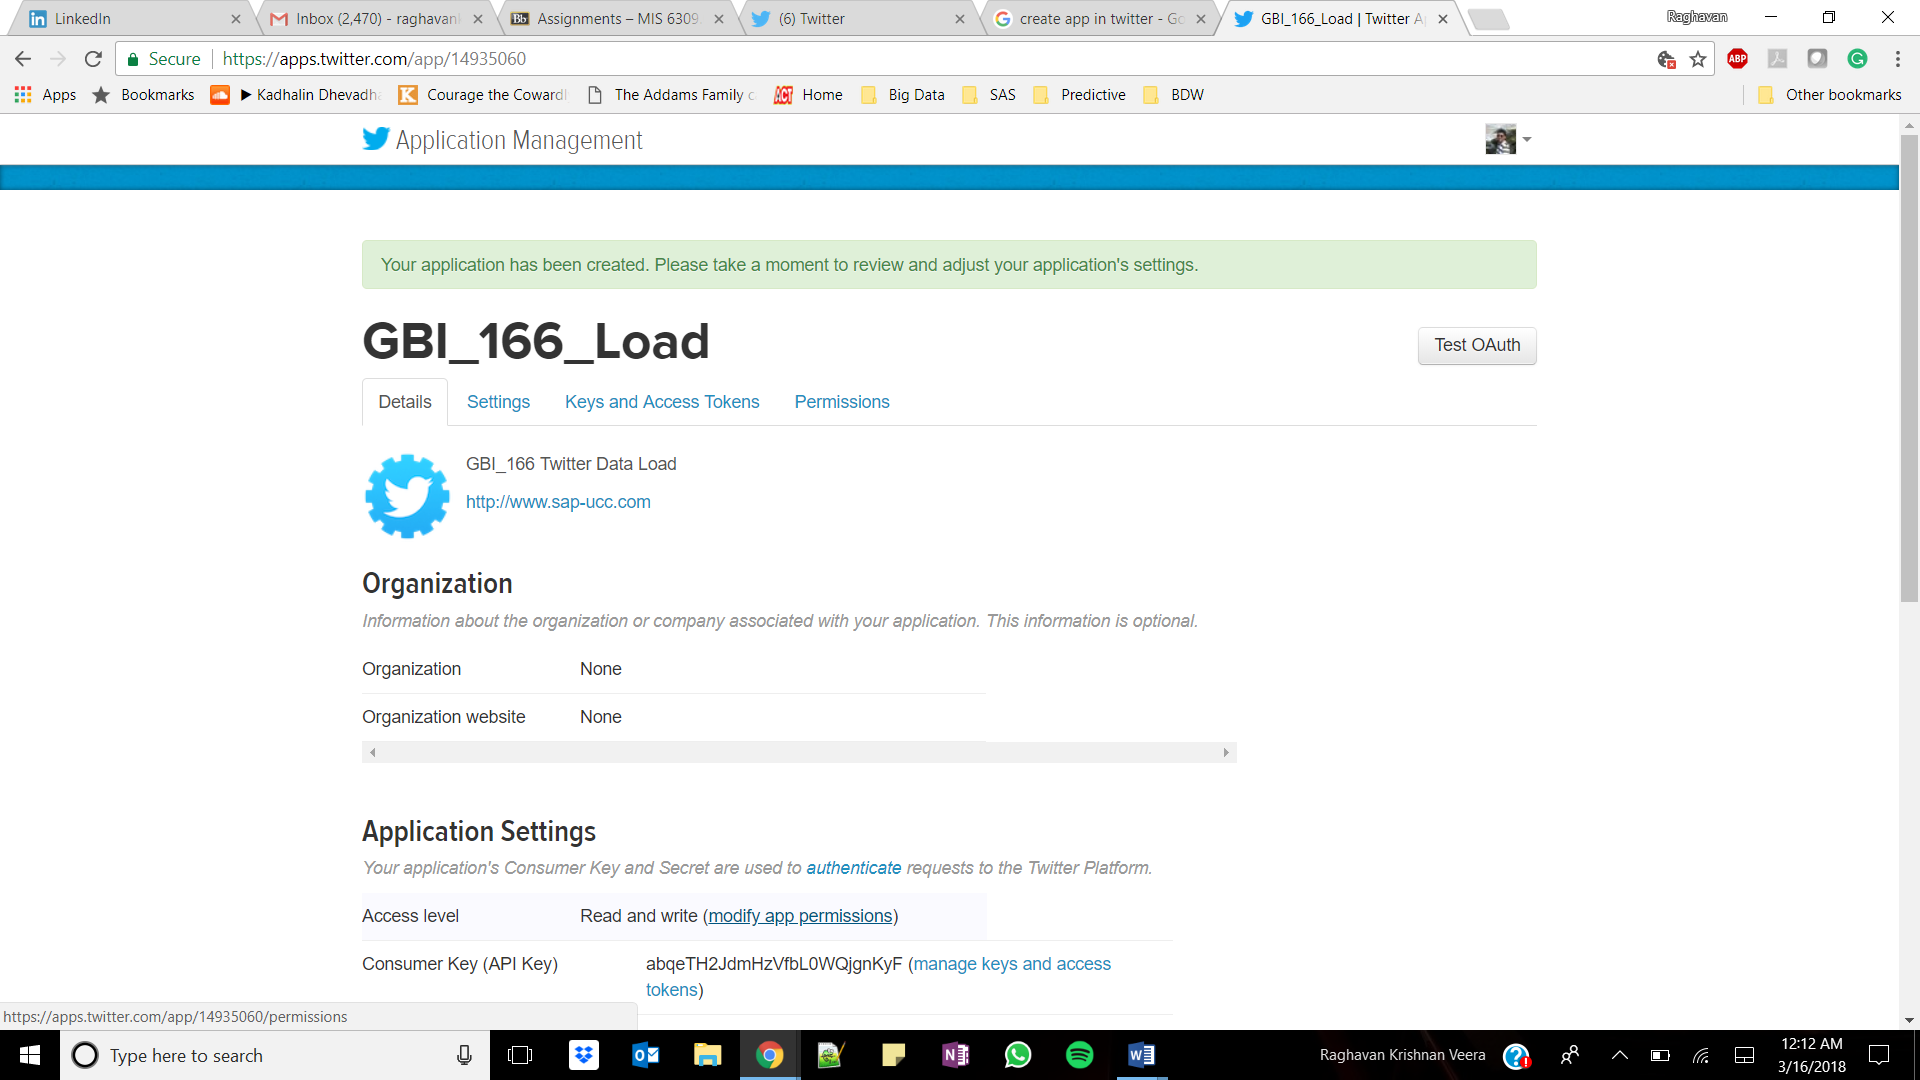 LinkedIn
Inbox (2,470) - raghavank
Assignments – MIS 6309
(6) Twitter
create app in twitter - Go
GBI_166_Load | Twitter A
Raghavan
Secure
https://apps.twitter.com/app/14935060
ABP
Apps
Bookmarks
▶ Kadhalin Dhevadha
Courage the Coward
The Addams Family c
ACT
Home
Big Data
SAS
Predictive
BDW
Other bookmarks
Application Management
Your application has been created. Please take a moment to review and adjust your application's settings.
GBI_166_Load
Test OAuth
Details
Settings
Keys and Access Tokens
Permissions
GBI_166 Twitter Data Load
http://www.sap-ucc.com
Organization
Information about the organization or company associated with your application. This information is optional.
Organization None
Organization website None
Application Settings
Your application's Consumer Key and Secret are used to authenticate requests to the Twitter Platform.
Access level Read and write (modify app permissions)
Consumer Key (API Key) abqeTH2JdmHzVfbL0WQjgnKyF (manage keys and access
tokens)
https://apps.twitter.com/app/14935060/permissions
Type here to search
Raghavan Krishnan Veera
12:12 AM
3/16/2018